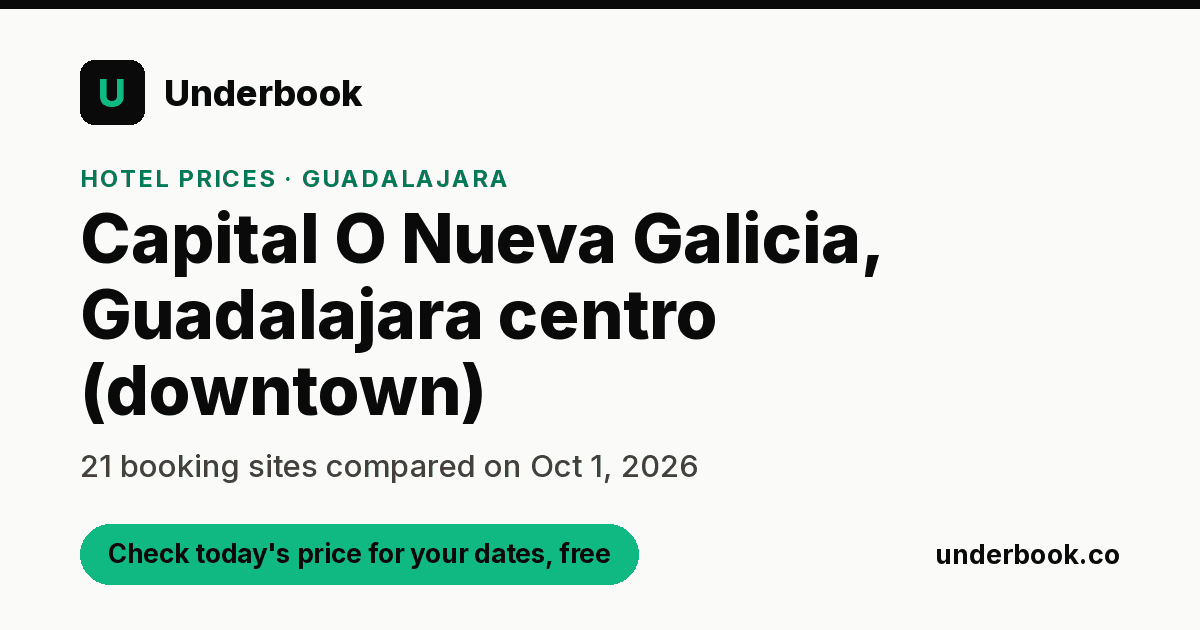 U Underbook
HOTEL PRICES · GUADALAJARA
Capital O Nueva Galicia,
Guadalajara centro
(downtown)
21 booking sites compared on Oct 1, 2026
Check today's price for your dates, free
underbook.co